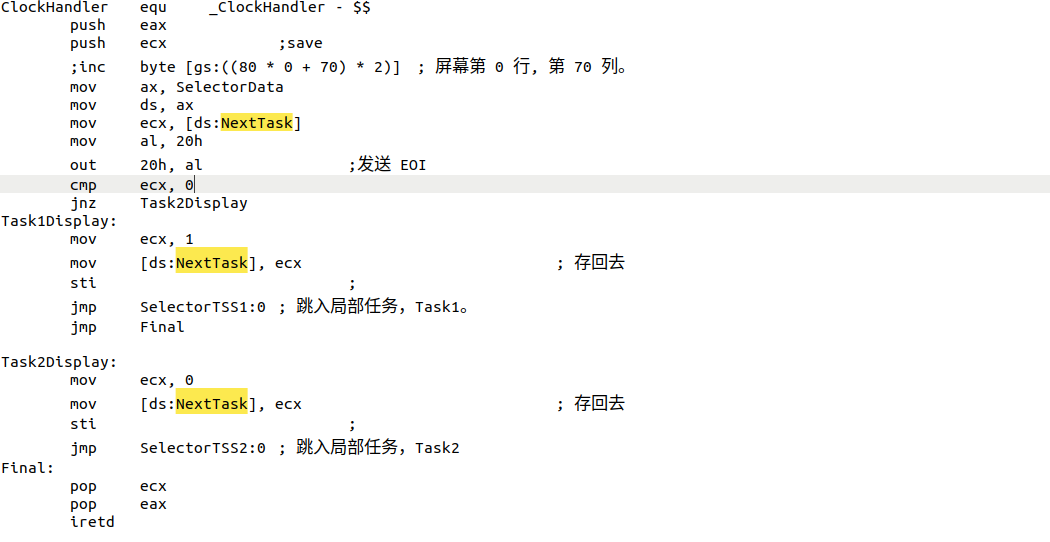 ClockHandler equ _ClockHandler - $$
push eax
push ecx ;save
;inc byte [gs:((80 * 0 + 70) * 2)] ; 屏幕第 0 行, 第 70 列。
mov ax, SelectorData
mov ds, ax
mov ecx, [ds:NextTask]
mov al, 20h
out 20h, al ;发送 EOI
cmp ecx, 0
jnz Task2Display
Task1Display:
mov ecx, 1
mov [ds:NextTask], ecx ; 存回去
sti ;
jmp SelectorTSS1:0 ; 跳入局部任务，Task1。
jmp Final
Task2Display:
mov ecx, 0
mov [ds:NextTask], ecx ; 存回去
sti ;
jmp SelectorTSS2:0 ; 跳入局部任务，Task2
Final:
pop ecx
pop eax
iretd